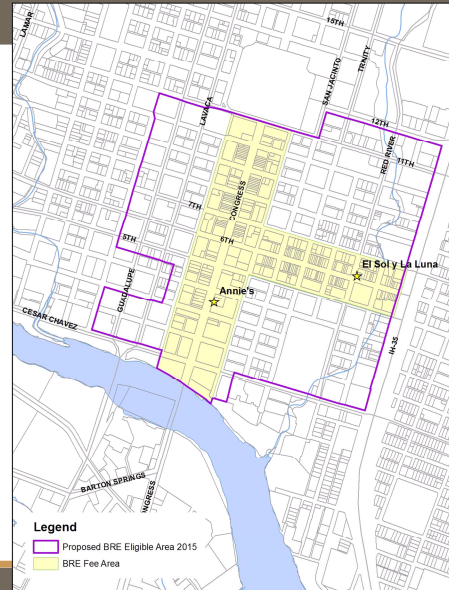 LAMAR
15TH
TRINITY
SAN JACINTO
LAVACA
12TH
RED RIVER
11TH
CONGRESS
7TH
6TH
5TH
El Sol y La Luna
GUADALUPE
Annie's
CESAR CHAVEZ
IH-35
BARTON SPRINGS
NGRESS
Legend
Proposed BRE Eligible Area 2015
BRE Fee Area